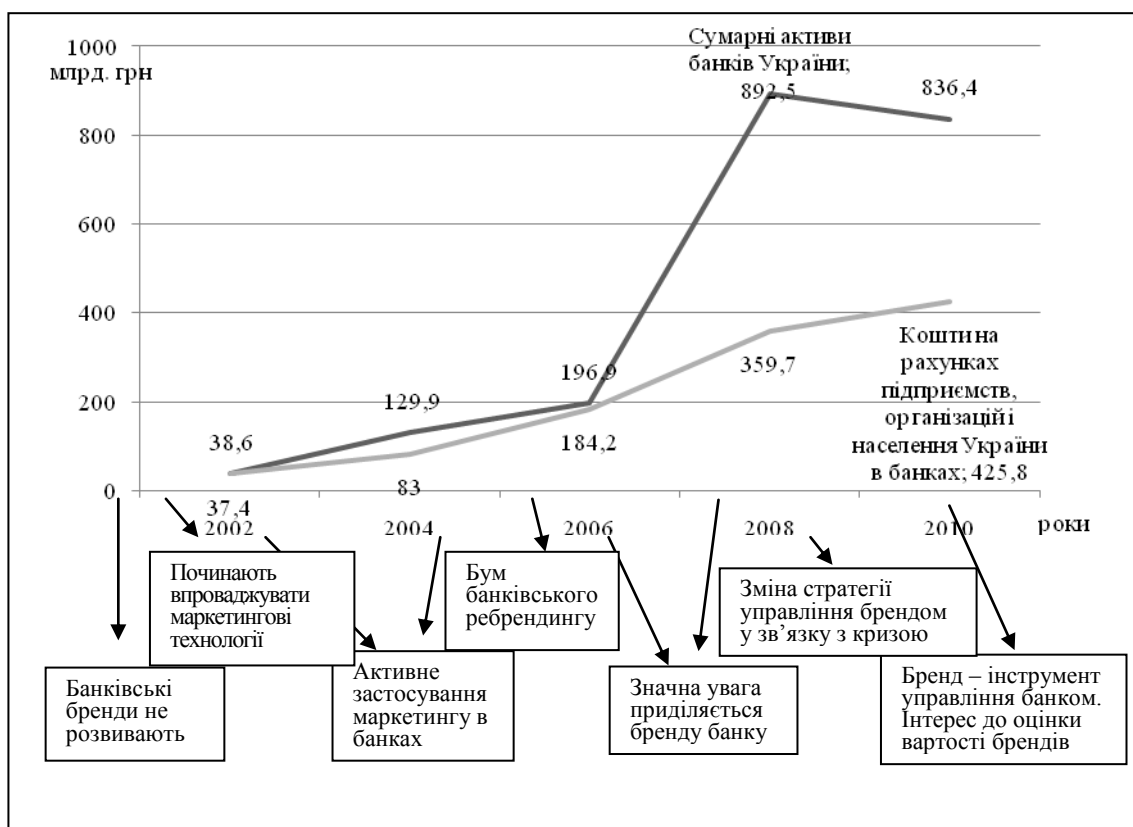 1000
млрд. грн
800
600
400
200
0
Сумарні активи
банків України;
892,5
836,4
38,6
129,9
196,9
37,4
83
184,2
359,7
Кошти на
рахунках
підприємств,
організацій і
населення України
в банках; 425,8
2002
2004
2006
2008
2010
роки
Починають
впроваджувати
маркетингові
технології
Бум
банківського
ребрендингу
Зміна стратегії
управління брендом
у зв’язку з кризою
Банківські
бренди не
розвивають
Активне
застосування
маркетингу в
банках
Значна увага
приділяється
бренду банку
Бренд – інструмент
управління банком.
Інтерес до оцінки
вартості брендів